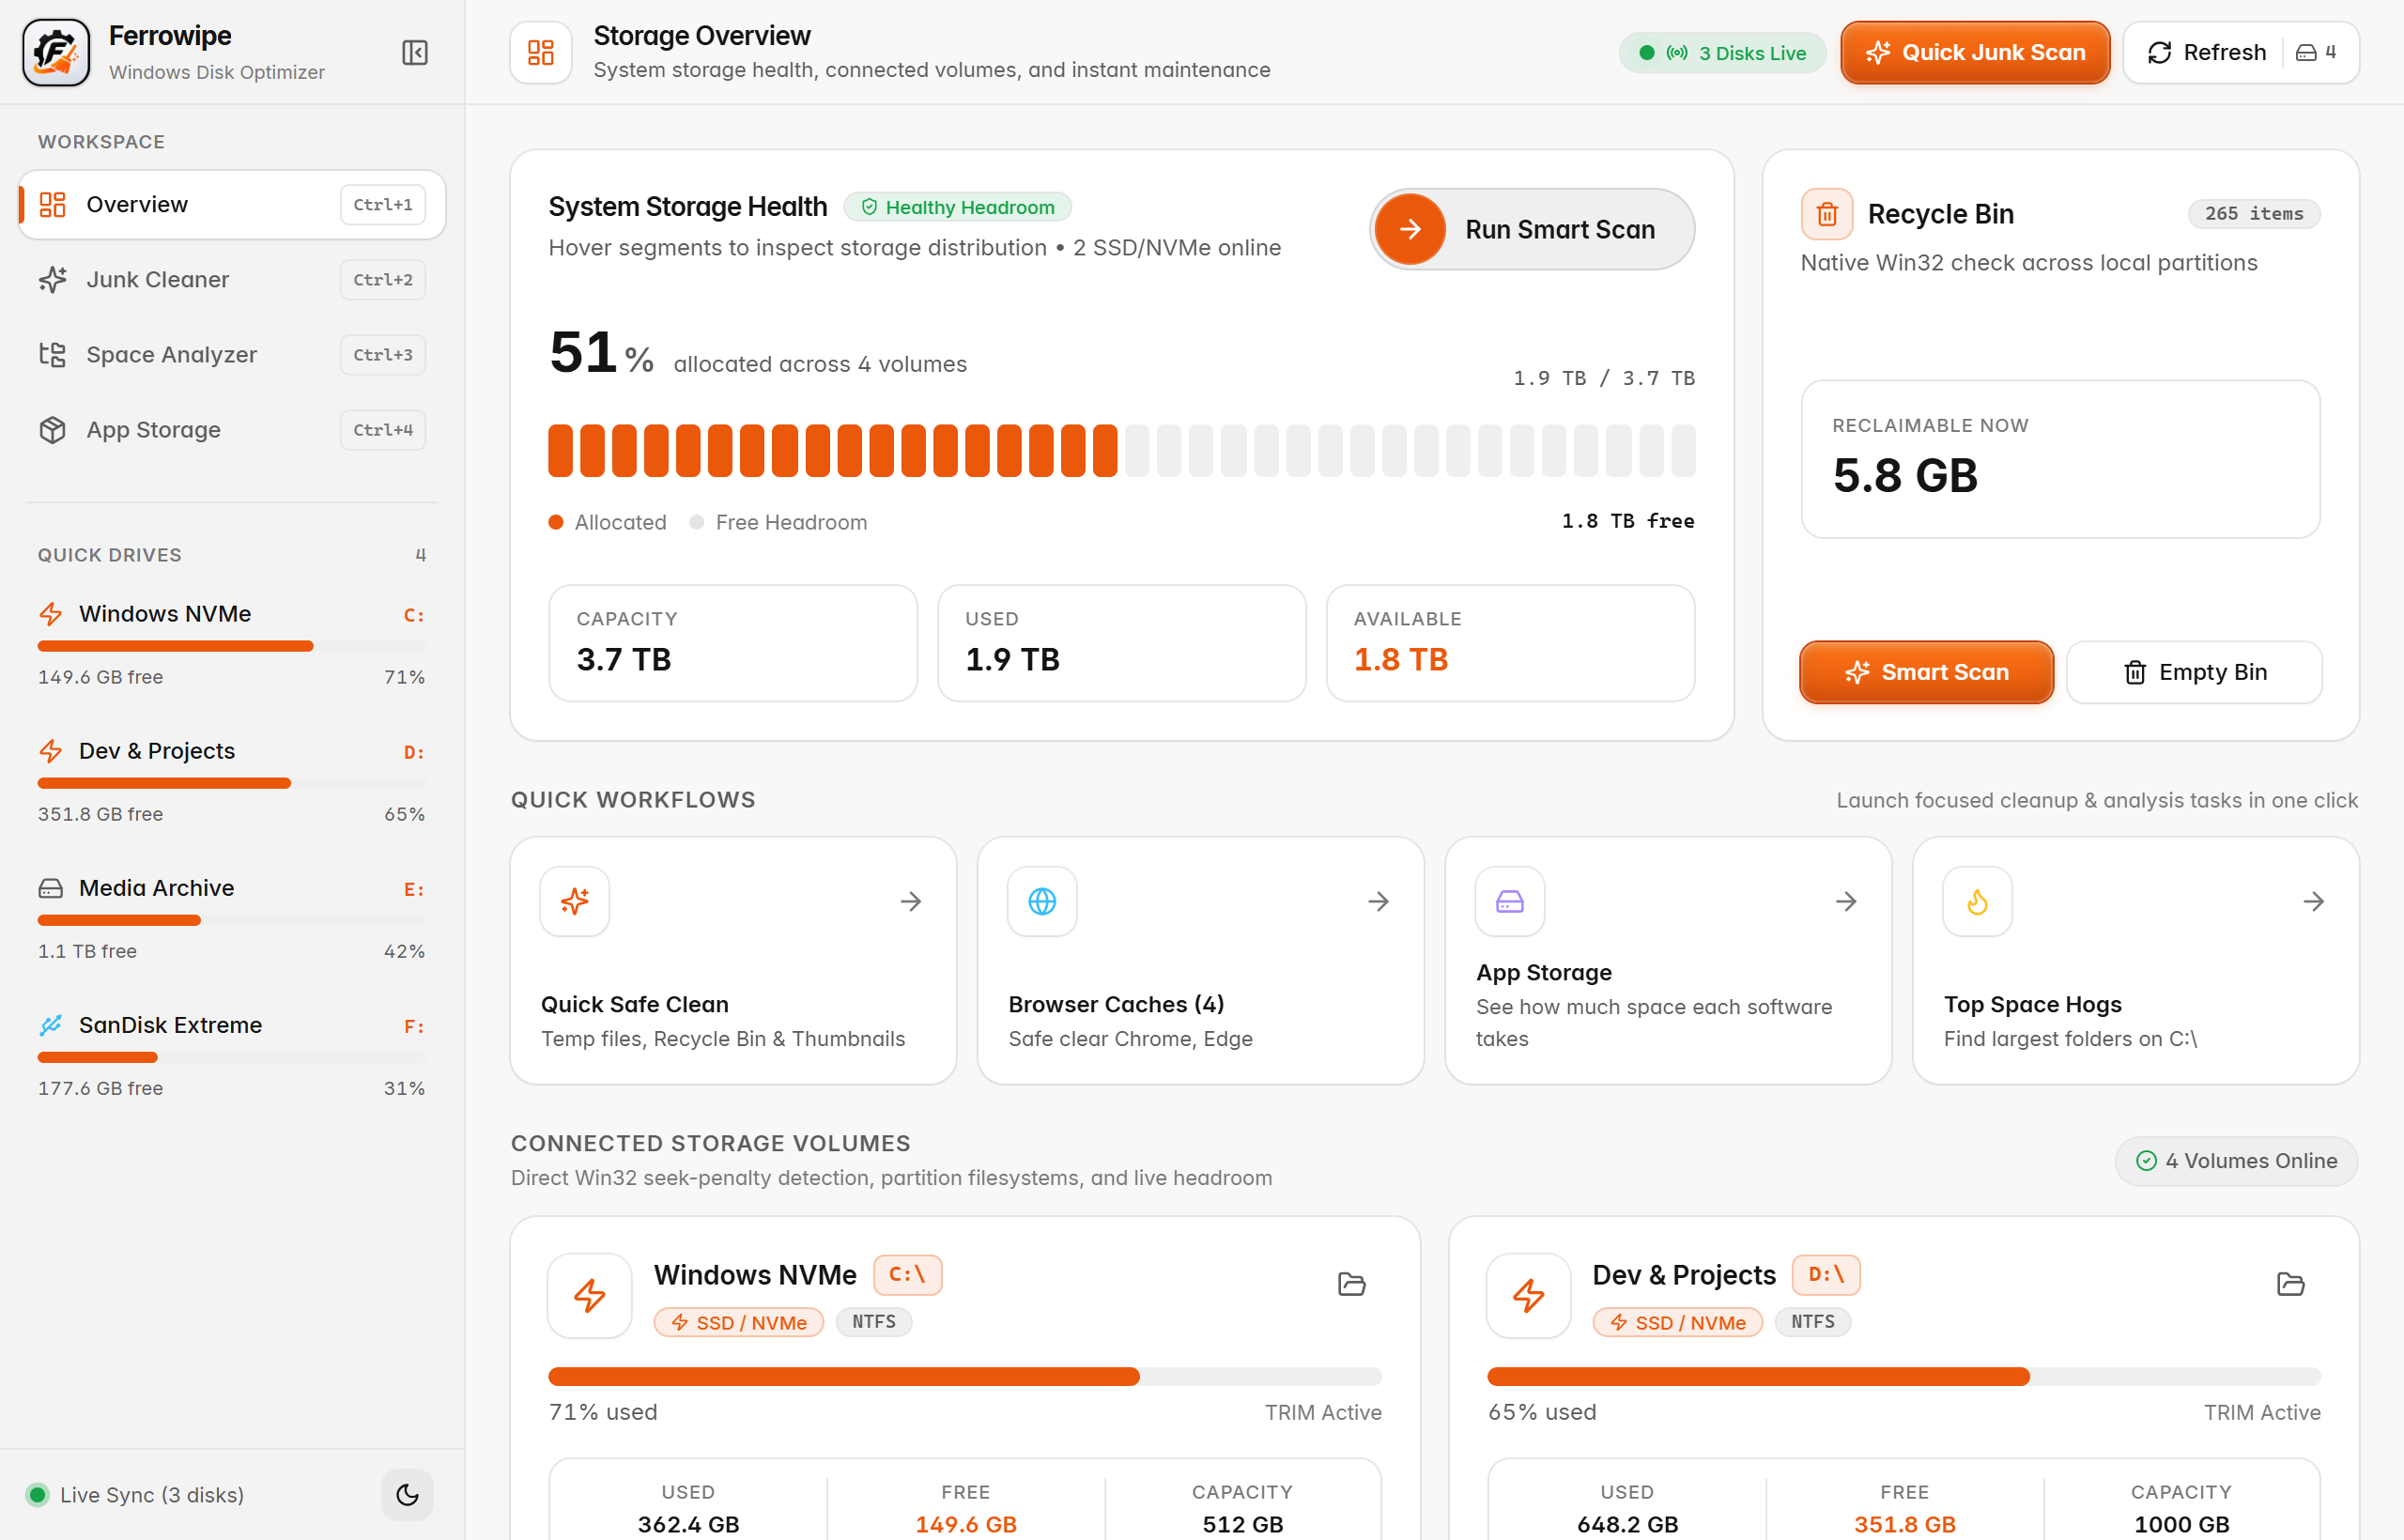 Ferrowipe
Windows Disk Optimizer
WORKSPACE
Overview Ctrl+1
Junk Cleaner Ctrl+2
Space Analyzer Ctrl+3
App Storage Ctrl+4
QUICK DRIVES 4
Windows NVMe C:
149.6 GB free 71%
Dev & Projects D:
351.8 GB free 65%
Media Archive E:
1.1 TB free 42%
SanDisk Extreme F:
177.6 GB free 31%
Live Sync (3 disks)
Storage Overview
System storage health, connected volumes, and instant maintenance
3 Disks Live
Quick Junk Scan
Refresh 4
System Storage Health Healthy Headroom
Hover segments to inspect storage distribution • 2 SSD/NVMe online
Run Smart Scan
51% allocated across 4 volumes
1.9 TB / 3.7 TB
Allocated Free Headroom
1.8 TB free
CAPACITY
3.7 TB
USED
1.9 TB
AVAILABLE
1.8 TB
Recycle Bin 265 items
Native Win32 check across local partitions
RECLAIMABLE NOW
5.8 GB
Smart Scan
Empty Bin
QUICK WORKFLOWS
Launch focused cleanup & analysis tasks in one click
Quick Safe Clean
Temp files, Recycle Bin & Thumbnails
Browser Caches (4)
Safe clear Chrome, Edge
App Storage
See how much space each software
takes
Top Space Hogs
Find largest folders on C:\
CONNECTED STORAGE VOLUMES
Direct Win32 seek-penalty detection, partition filesystems, and live headroom
4 Volumes Online
Windows NVMe C:\
SSD / NVMe NTFS
71% used TRIM Active
USED FREE CAPACITY
362.4 GB 149.6 GB 512 GB
Dev & Projects D:\
SSD / NVMe NTFS
65% used TRIM Active
USED FREE CAPACITY
648.2 GB 351.8 GB 1000 GB